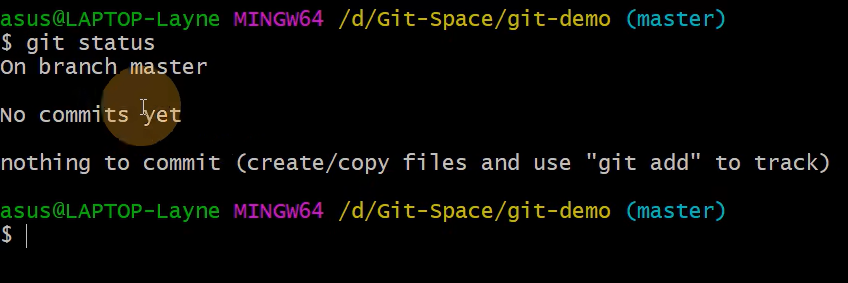 asus@LAPTOP-Layne MINGW64 /d/Git-Space/git-demo (master)
$ git status
On branch master
No commits yet
nothing to commit (create/copy files and use "git add" to track)
asus@LAPTOP-Layne MINGW64 /d/Git-Space/git-demo (master)
$